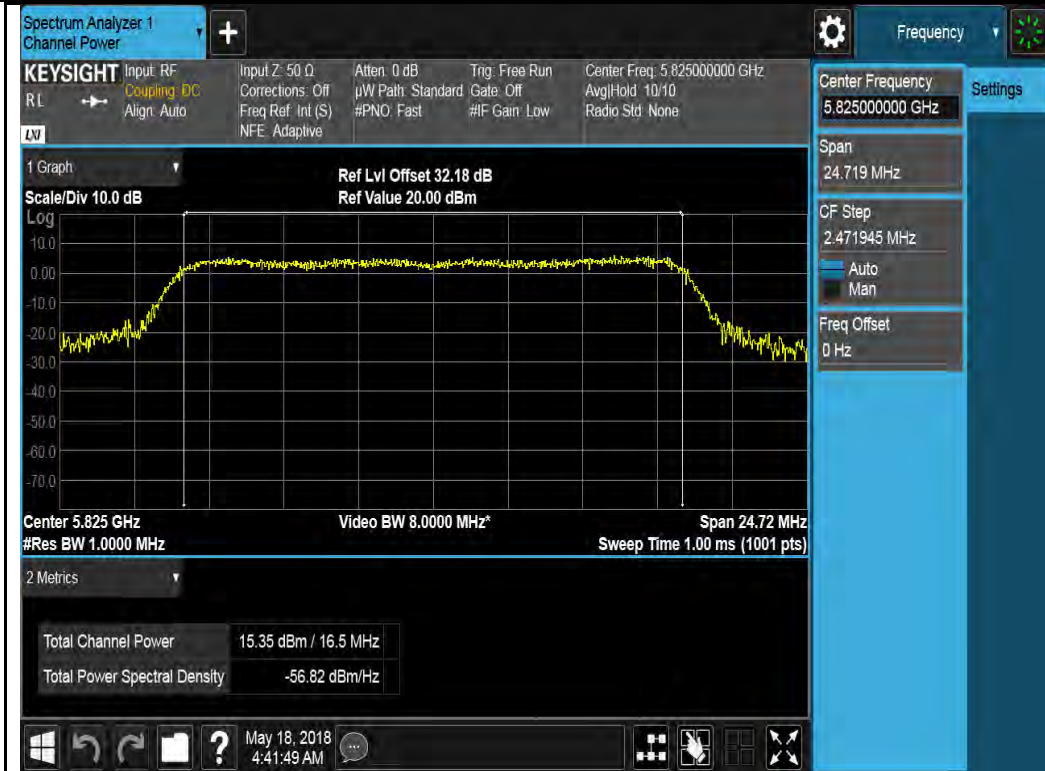 Spectrum Analyzer 1
Channel Power
+
Frequency
KEYSIGHT
RL
LXI
Input: RF
Coupling: DC
Align: Auto
Input Z: 50 Ω
Corrections: Off
Freq Ref: Int (S)
NFE: Adaptive
Atten: 0 dB
µW Path: Standard
#PNO: Fast
Trig: Free Run
Gate: Off
#IF Gain: Low
Center Freq: 5.825000000 GHz
Avg|Hold: 10/10
Radio Std: None
Center Frequency
5.825000000 GHz
Settings
Span
24.719 MHz
CF Step
2.471945 MHz
Auto
Man
Freq Offset
0 Hz
1 Graph
Scale/Div 10.0 dB
Ref Lvl Offset 32.18 dB
Ref Value 20.00 dBm
Log
10.0
0.00
-10.0
-20.0
-30.0
-40.0
-50.0
-60.0
-70.0
Center 5.825 GHz
#Res BW 1.0000 MHz
Video BW 8.0000 MHz*
Span 24.72 MHz
Sweep Time 1.00 ms (1001 pts)
2 Metrics
Total Channel Power 15.35 dBm / 16.5 MHz
Total Power Spectral Density -56.82 dBm/Hz
?
May 18, 2018
4:41:49 AM